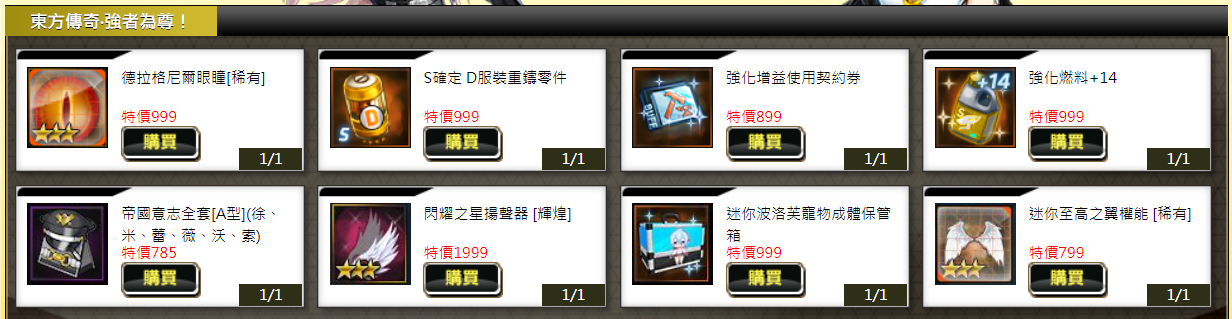 東方傳奇·強者為尊！
德拉格尼爾眼瞳[稀有]
特價999
購買
1/1
S確定 D服裝重鑄零件
S
D
特價999
購買
1/1
強化增益使用契約券
BUFF
特價899
購買
1/1
強化燃料+14
+14
S
特價999
購買
1/1
帝國意志全套[A型](徐、
米、蕾、薇、沃、索)
特價785
購買
1/1
閃耀之星揚聲器 [輝煌]
特價1999
購買
1/1
迷你波洛芙寵物成體保管
箱
特價999
購買
1/1
迷你至高之翼權能 [稀有]
特價799
購買
1/1